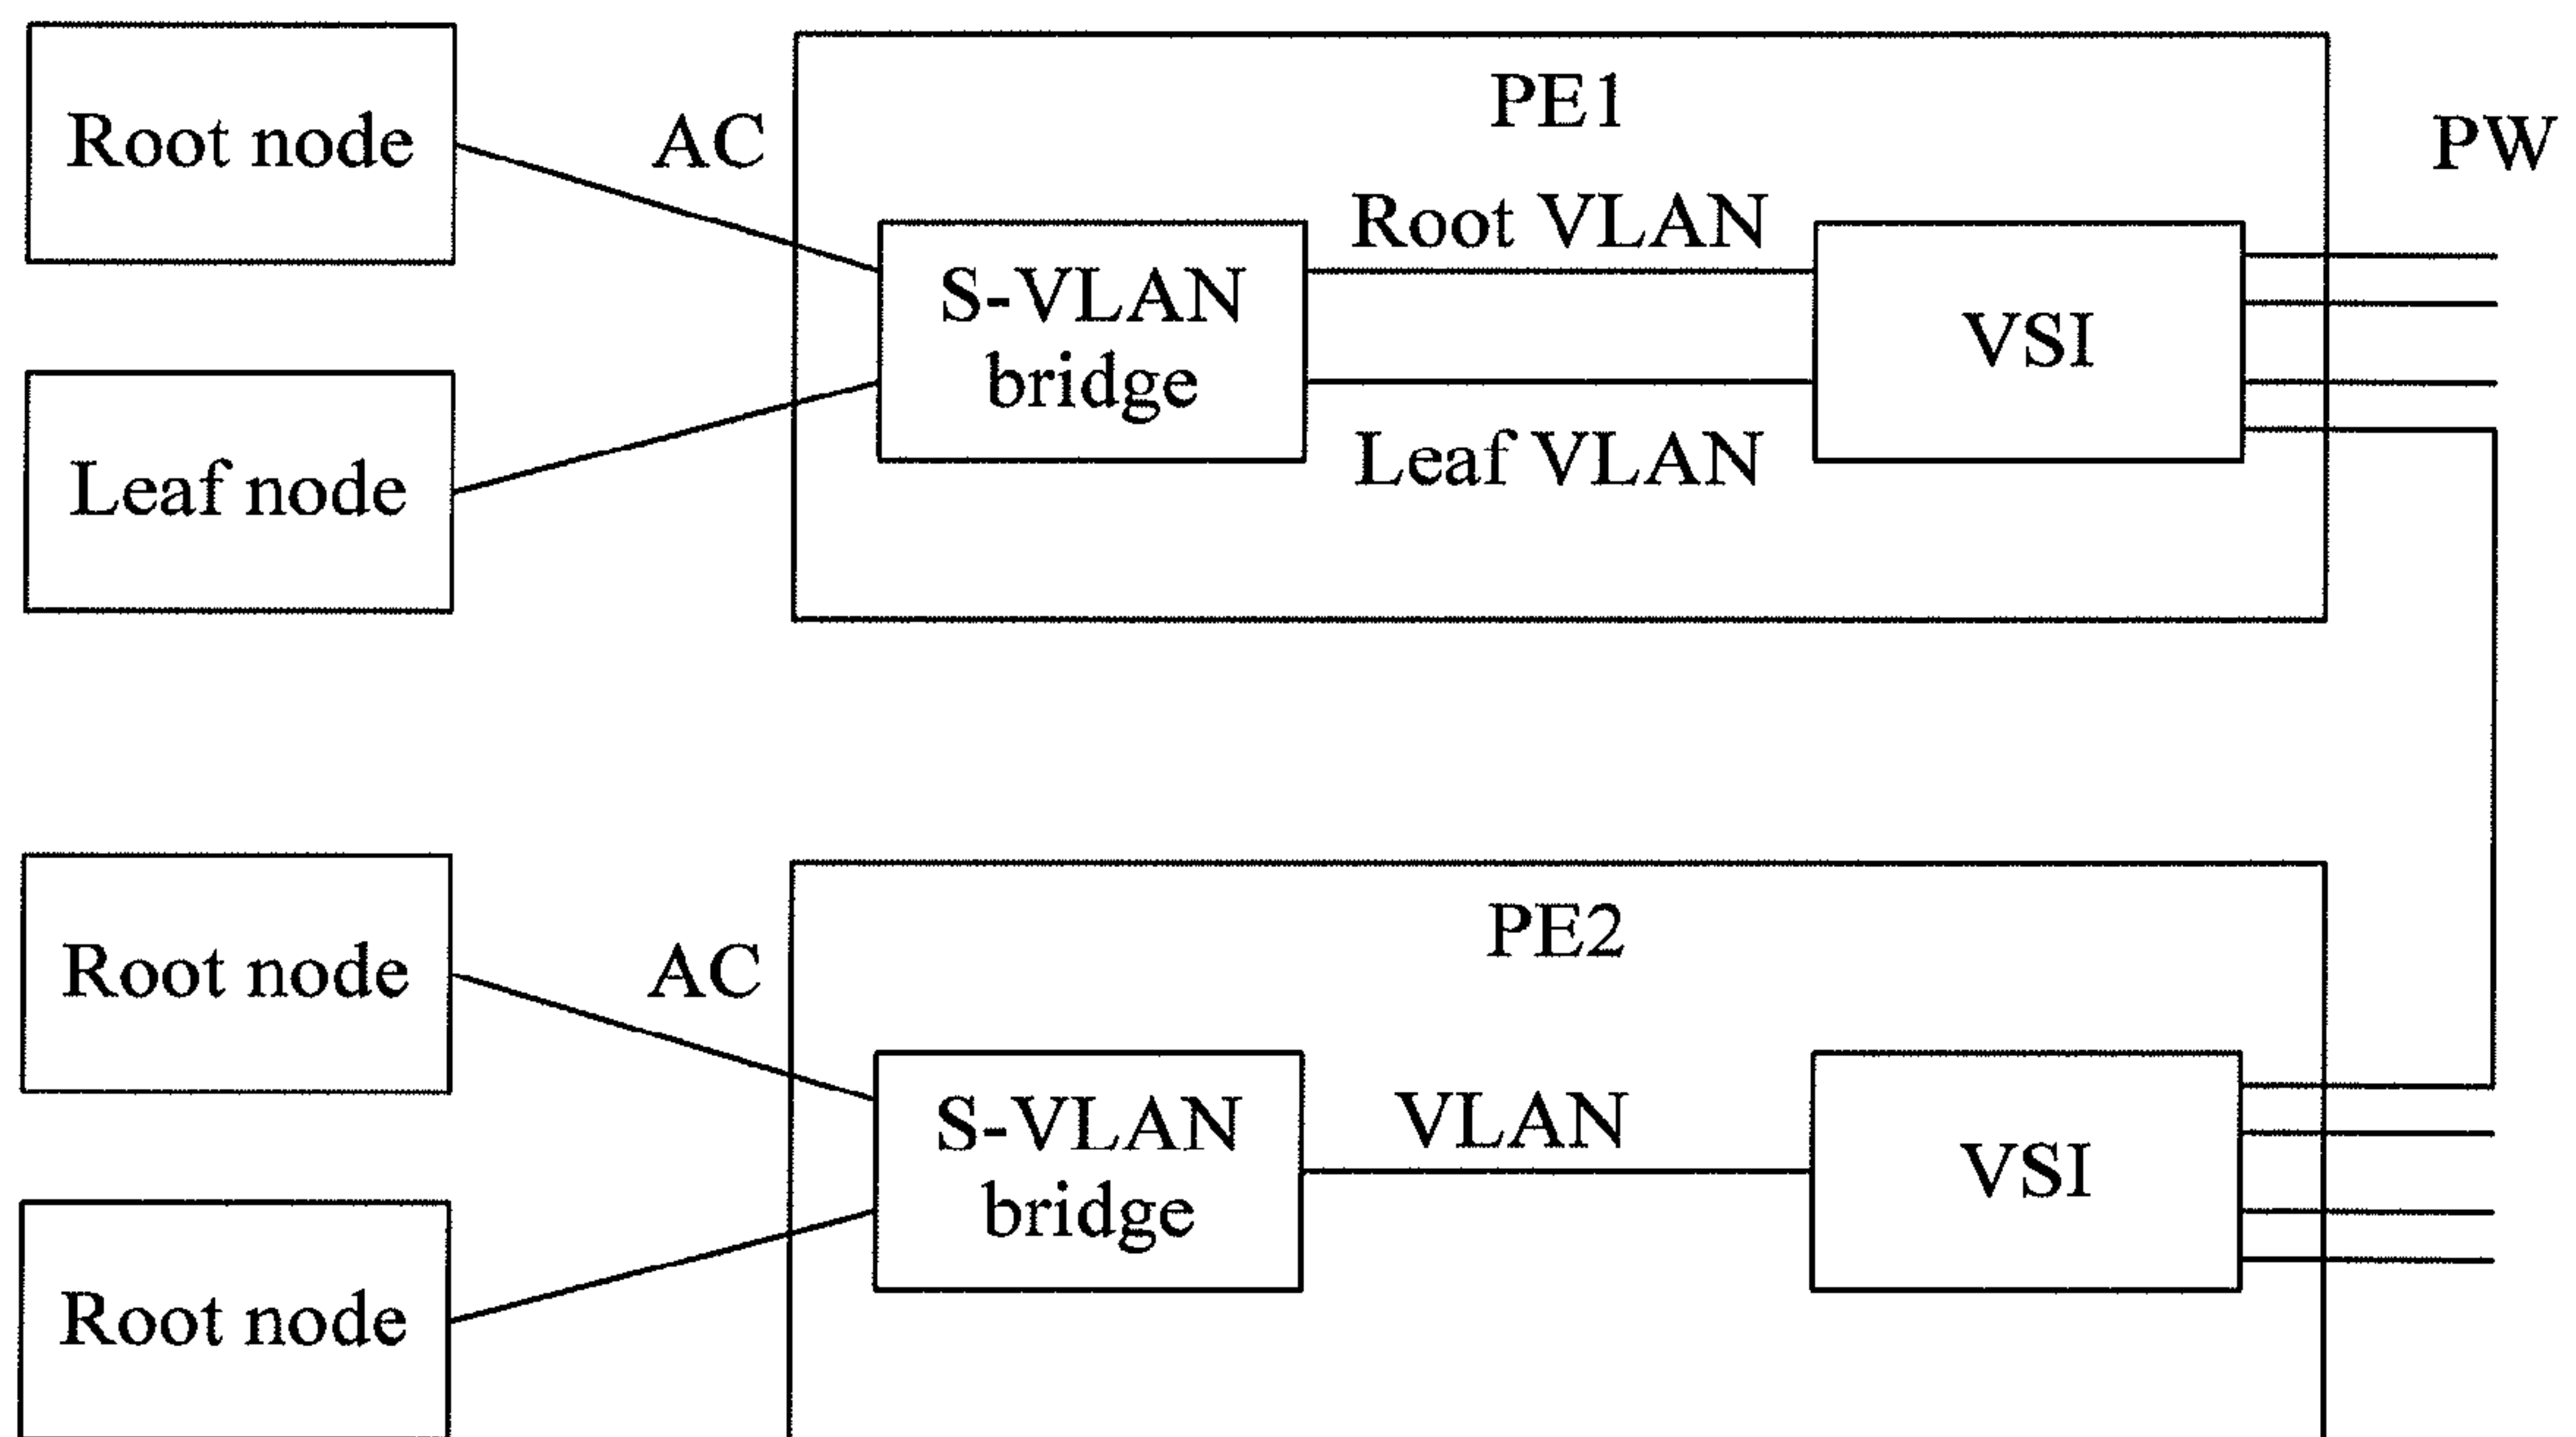 PE1
PW
Root node
AC
Root VLAN
S-VLAN
bridge
VSI
Leaf VLAN
Leaf node
PE2
Root node
AC
VLAN
S-VLAN
bridge
VSI
Root node